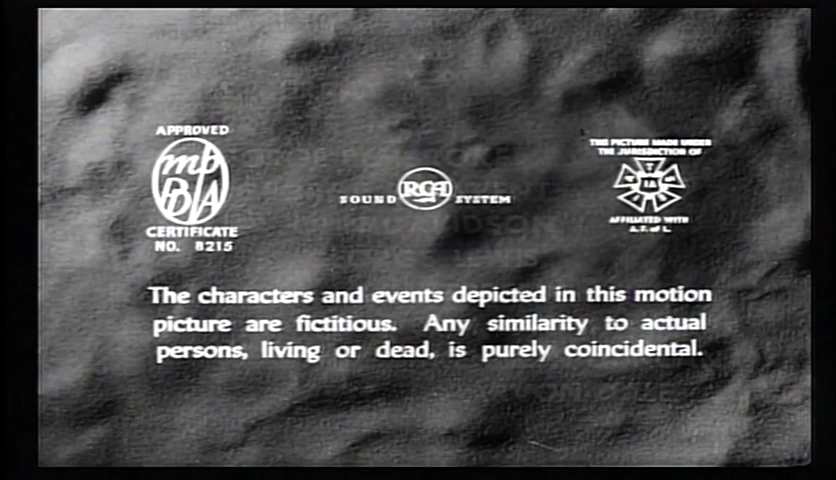 APPROVED
mp
PDA
CERTIFICATE
NO. 8215
SOUND RCA SYSTEM
THIS PICTURE MADE UNDER
THE JURISDICTION OF
IA
AFFILIATED WITH
A.F. of L.
The characters and events depicted in this motion
picture are fictitious. Any similarity to actual
persons, living or dead, is purely coincidental.